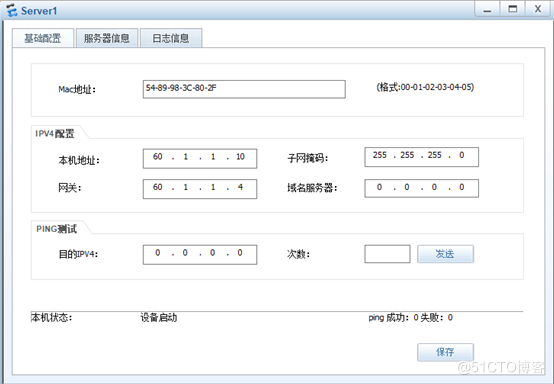 Server1
基础配置 服务器信息 日志信息
Mac地址: 54-89-98-3C-80-2F (格式:00-01-02-03-04-05)
IPV4配置
本机地址: 60 . 1 . 1 . 10 子网掩码: 255 . 255 . 255 . 0
网关: 60 . 1 . 1 . 4 域名服务器: 0 . 0 . 0 . 0
PING测试
目的IPV4: 0 . 0 . 0 . 0 次数: 发送
本机状态: 设备启动 ping 成功: 0 失败: 0
保存
@51CTO博客